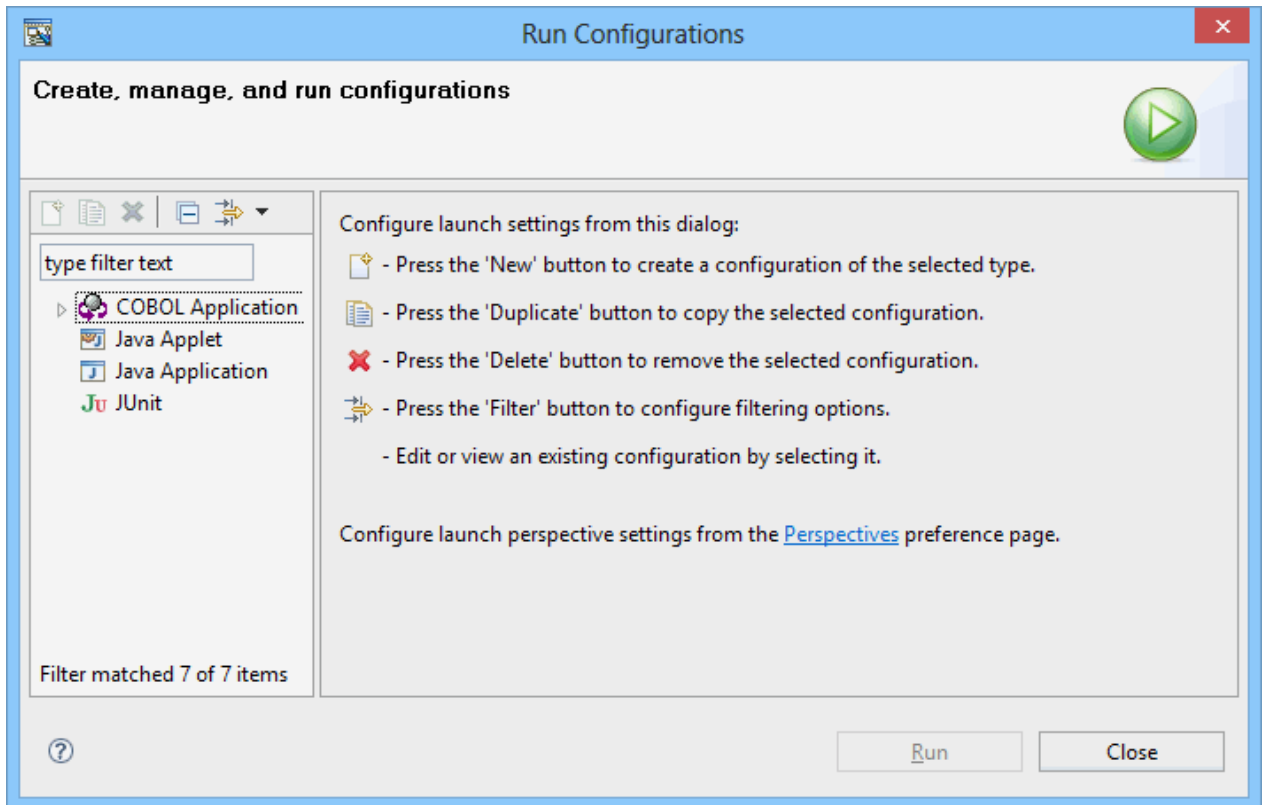 Run Configurations
Create, manage, and run configurations
type filter text
COBOL Application
Java Applet
Java Application
JU JUnit
Filter matched 7 of 7 items
Configure launch settings from this dialog:
- Press the 'New' button to create a configuration of the selected type.
- Press the 'Duplicate' button to copy the selected configuration.
- Press the 'Delete' button to remove the selected configuration.
- Press the 'Filter' button to configure filtering options.
- Edit or view an existing configuration by selecting it.
Configure launch perspective settings from the Perspectives preference page.
Run
Close